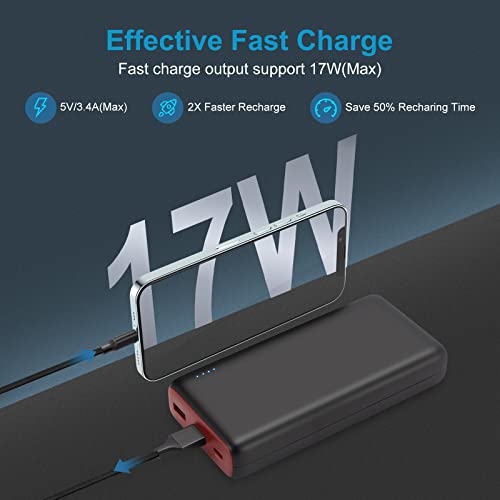 Effective Fast Charge
Fast charge output support 17W(Max)
5V/3.4A(Max)
2X Faster Recharge
Save 50% Recharing Time
17W